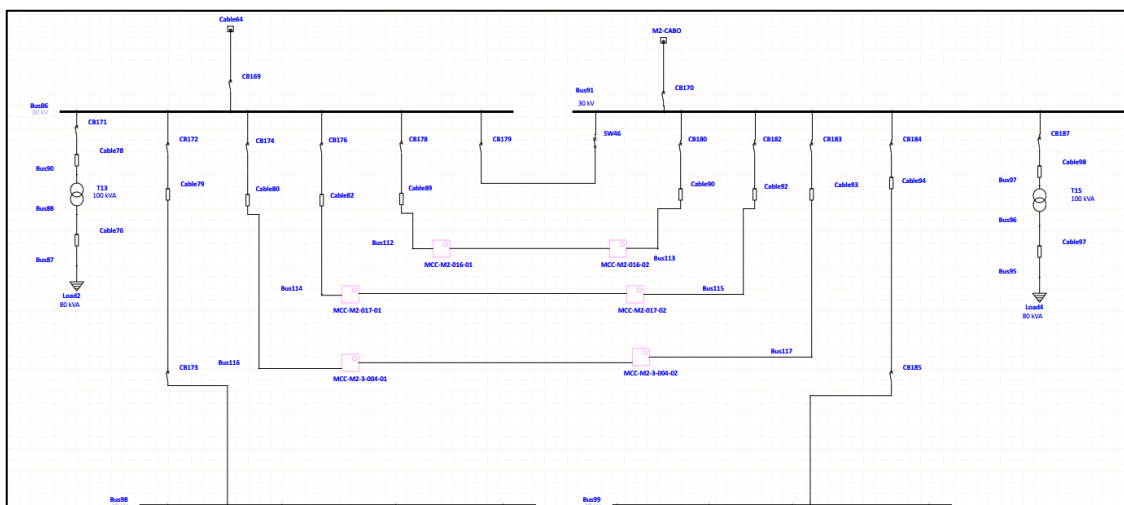 Cable64
M2-CABO
CB169
CB170
Bus86
30 kV
Bus91
30 kV
CB171
CB172
CB174
CB176
CB178
CB179
SW46
CB180
CB182
CB183
CB184
CB187
Cable78
Cable98
Bus90
Bus97
T13
100 kVA
Cable79
Cable80
Cable82
Cable89
Cable90
Cable92
Cable93
Cable94
T15
100 kVA
Bus88
Bus96
Cable76
Cable97
Bus112
Bus113
Bus87
MCC-M2-016-01
MCC-M2-016-02
Bus95
Load2
80 kVA
Bus114
Bus115
Load4
80 kVA
MCC-M2-017-01
MCC-M2-017-02
CB173
Bus116
Bus117
CB185
MCC-M2-3-004-01
MCC-M2-3-004-02
Bus98
Bus99